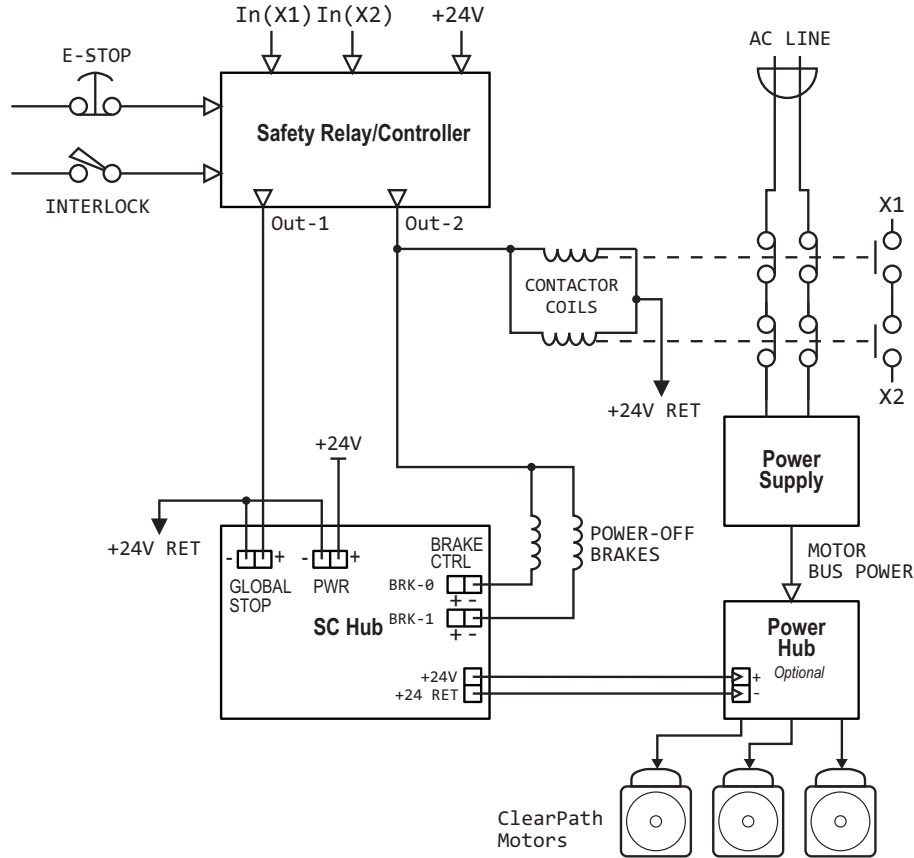 In(X1) In(X2) +24V
AC LINE
E-STOP
Safety Relay/Controller
INTERLOCK
Out-1
Out-2
X1
CONTACTOR
COILS
X2
+24V RET
+24V
Power
Supply
+24V RET
POWER-OFF
BRAKES
MOTOR
BUS POWER
- + - +
GLOBAL
STOP
PWR
BRAKE
CTRL
BRK-0
+ -
BRK-1
+ -
SC Hub
Power
Hub
Optional
+24V
+24 RET
+
-
ClearPath
Motors